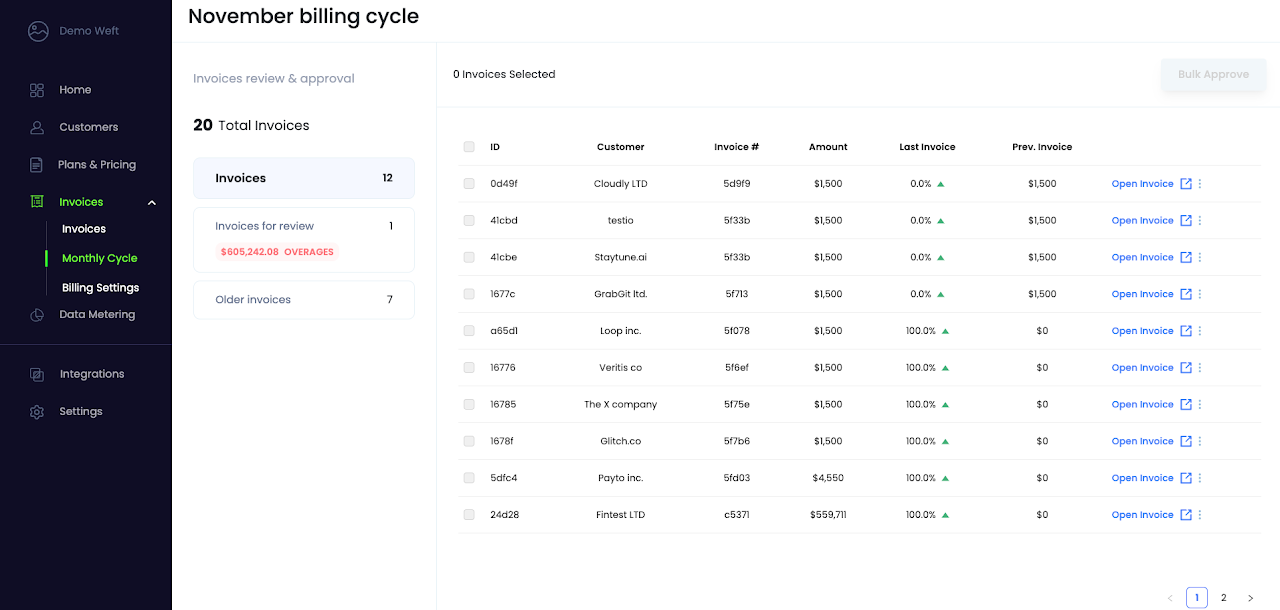 November billing cycle
Demo Weft
Home
Customers
Plans & Pricing
Invoices
Invoices
Monthly Cycle
Billing Settings
Data Metering
Integrations
Settings
Invoices review & approval
20 Total Invoices
Invoices 12
Invoices for review 1
$605,242.08 OVERAGES
Older invoices 7
0 Invoices Selected
Bulk Approve
ID Customer Invoice # Amount Last Invoice Prev. Invoice
0d49f Cloudly LTD 5d9f9 $1,500 0.0% $1,500 Open Invoice
41cbd testio 5f33b $1,500 0.0% $1,500 Open Invoice
41cbe Staytune.ai 5f33b $1,500 0.0% $1,500 Open Invoice
1677c GrabGit ltd. 5f713 $1,500 0.0% $1,500 Open Invoice
a65d1 Loop inc. 5f078 $1,500 100.0% $0 Open Invoice
16776 Veritis co 5f6ef $1,500 100.0% $0 Open Invoice
16785 The X company 5f75e $1,500 100.0% $0 Open Invoice
1678f Glitch.co 5f7b6 $1,500 100.0% $0 Open Invoice
5dfc4 Payto inc. 5fd03 $4,550 100.0% $0 Open Invoice
24d28 Fintest LTD c5371 $559,711 100.0% $0 Open Invoice
< 1 2 >